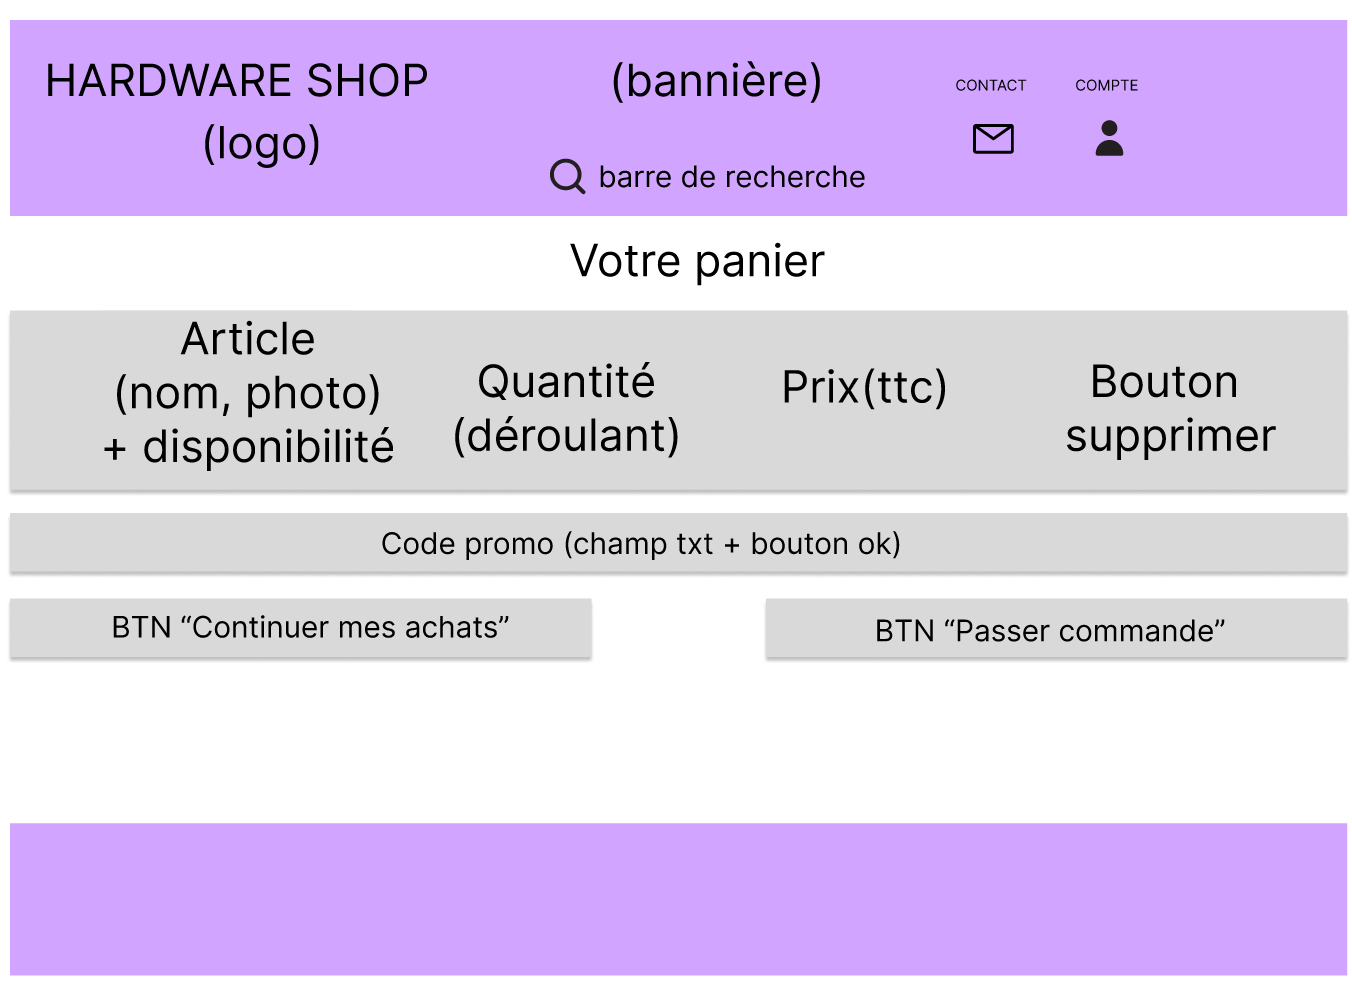 HARDWARE SHOP
(logo)
(bannière)
barre de recherche
CONTACT
COMPTE
Votre panier
Article
(nom, photo)
+ disponibilité
Quantité
(déroulant)
Prix(ttc)
Bouton
supprimer
Code promo (champ txt + bouton ok)
BTN “Continuer mes achats”
BTN “Passer commande”